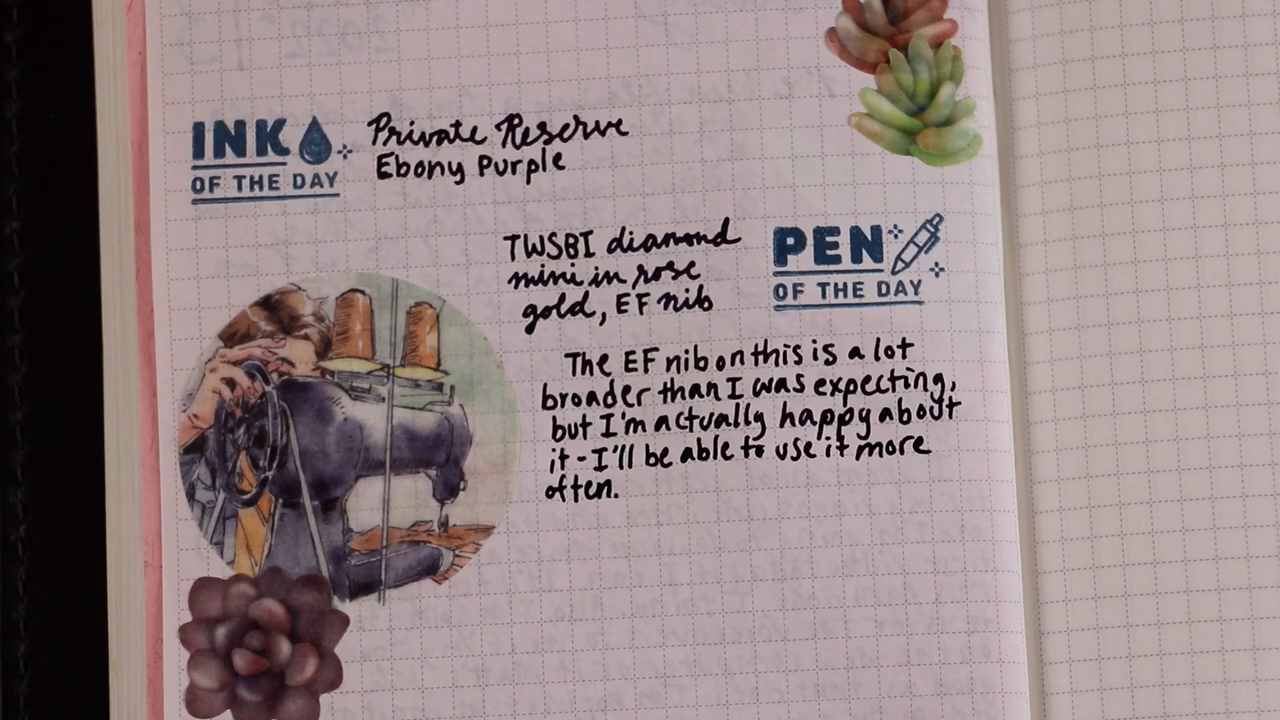 INK
OF THE DAY
Private Reserve
Ebony Purple
TWSBI diamond
mini in rose
gold, EF nib
PEN
OF THE DAY
The EF nib on this is a lot
broader than I was expecting,
but I'm actually happy about
it - I'll be able to use it more
often.